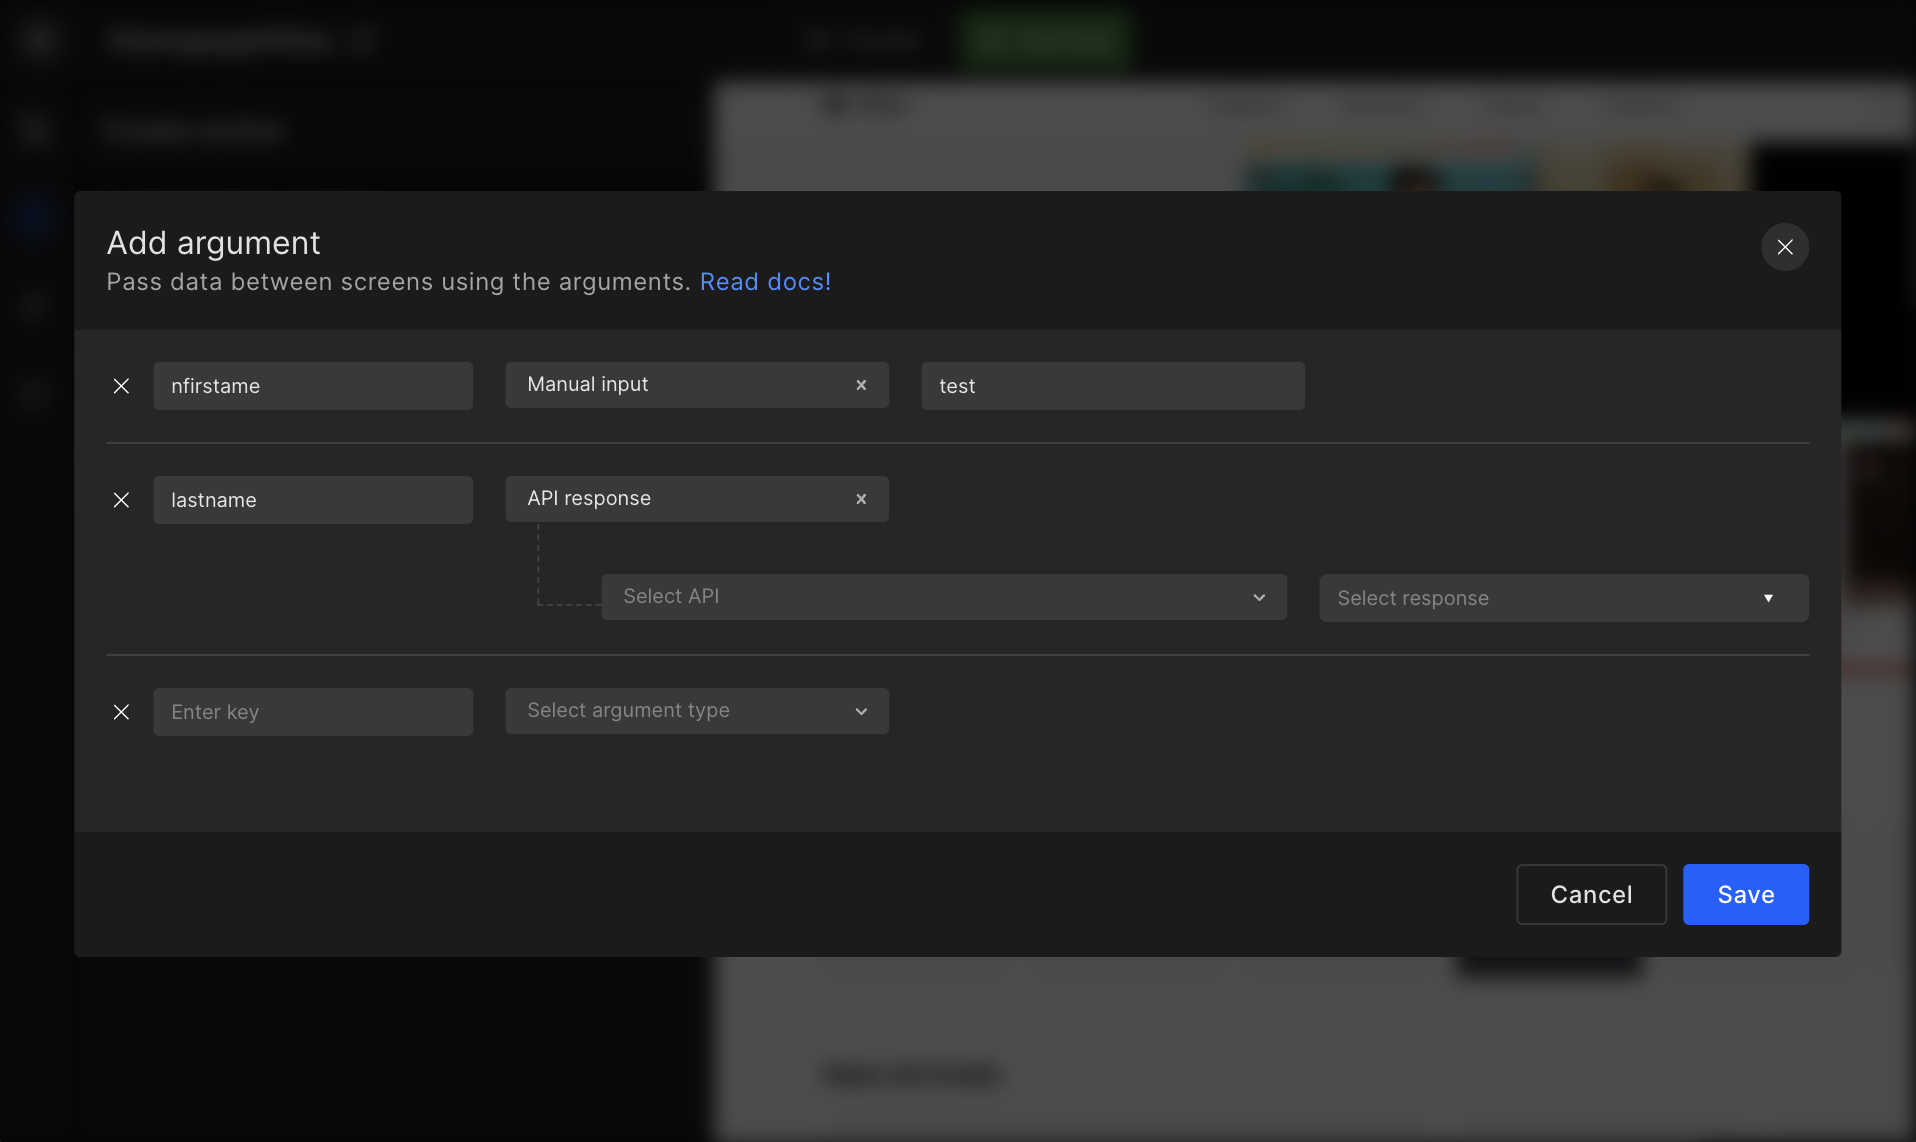 Add argument
Pass data between screens using the arguments. Read docs!
nfirstame Manual input test
lastname API response
Select API Select response
Enter key Select argument type
Cancel Save